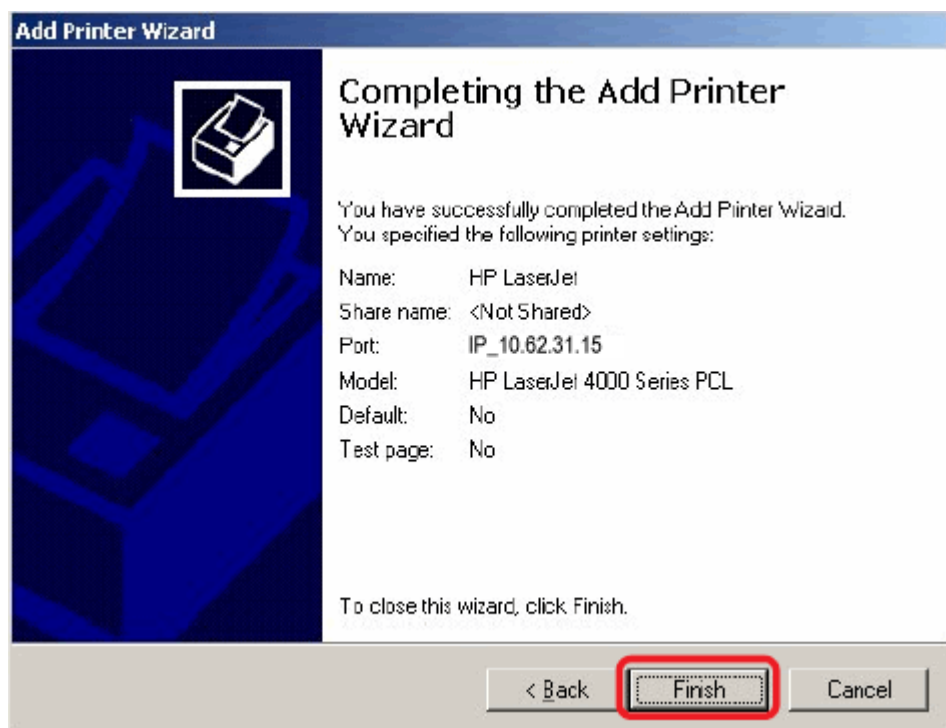 Add Printer Wizard
Completing the Add Printer
Wizard
You have successfully completed the Add Printer Wizard.
You specified the following printer settings:
Name: HP LaserJet
Share name: <Not Shared>
Port: IP_10.62.31.15
Model: HP LaserJet 4000 Series PCL
Default: No
Test page: No
To close this wizard, click Finish.
< Back Finish Cancel